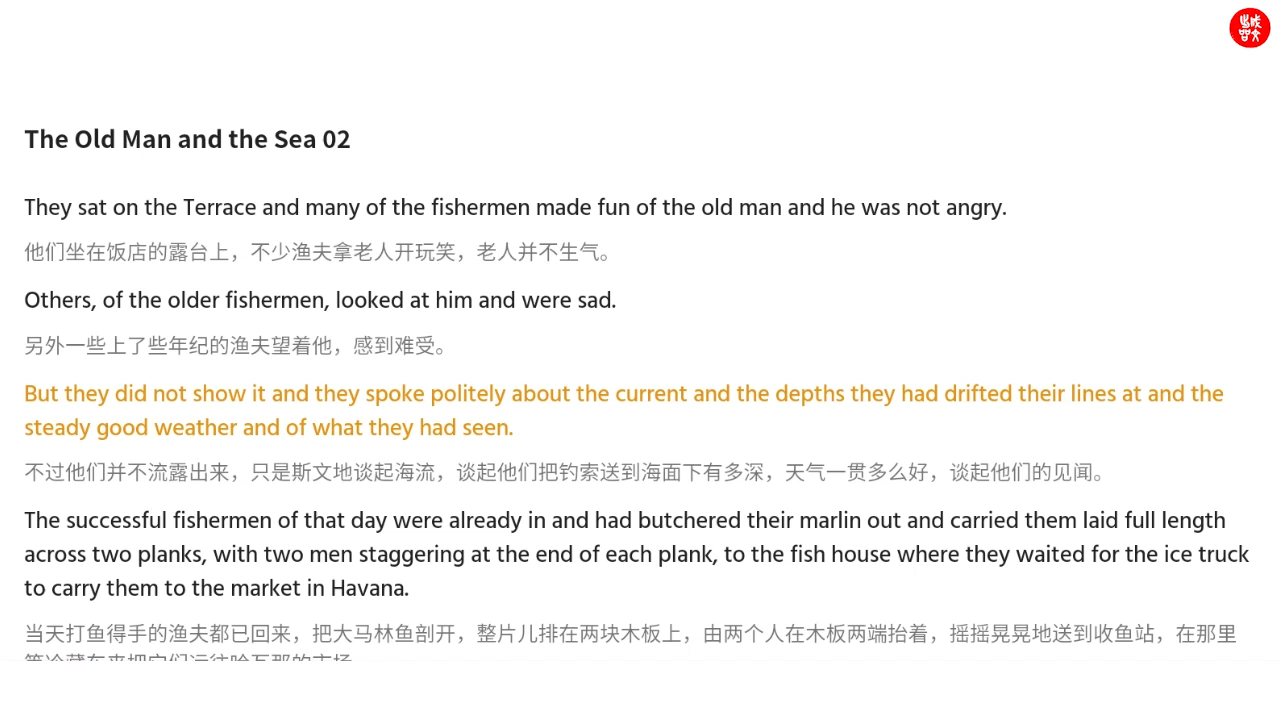 The Old Man and the Sea 02
They sat on the Terrace and many of the fishermen made fun of the old man and he was not angry.
他们坐在饭店的露台上，不少渔夫拿老人开玩笑，老人并不生气。
Others, of the older fishermen, looked at him and were sad.
另外一些上了些年纪的渔夫望着他，感到难受。
But they did not show it and they spoke politely about the current and the depths they had drifted their lines at and the
steady good weather and of what they had seen.
不过他们并不流露出来，只是斯文地谈起海流，谈起他们把钓索送到海面下有多深，天气一贯多么好，谈起他们的见闻。
The successful fishermen of that day were already in and had butchered their marlin out and carried them laid full length
across two planks, with two men staggering at the end of each plank, to the fish house where they waited for the ice truck
to carry them to the market in Havana.
当天打鱼得手的渔夫都已回来，把大马林鱼剖开，整片儿排在两块木板上，由两个人在木板两端抬着，摇摇晃晃地送到收鱼站，在那里